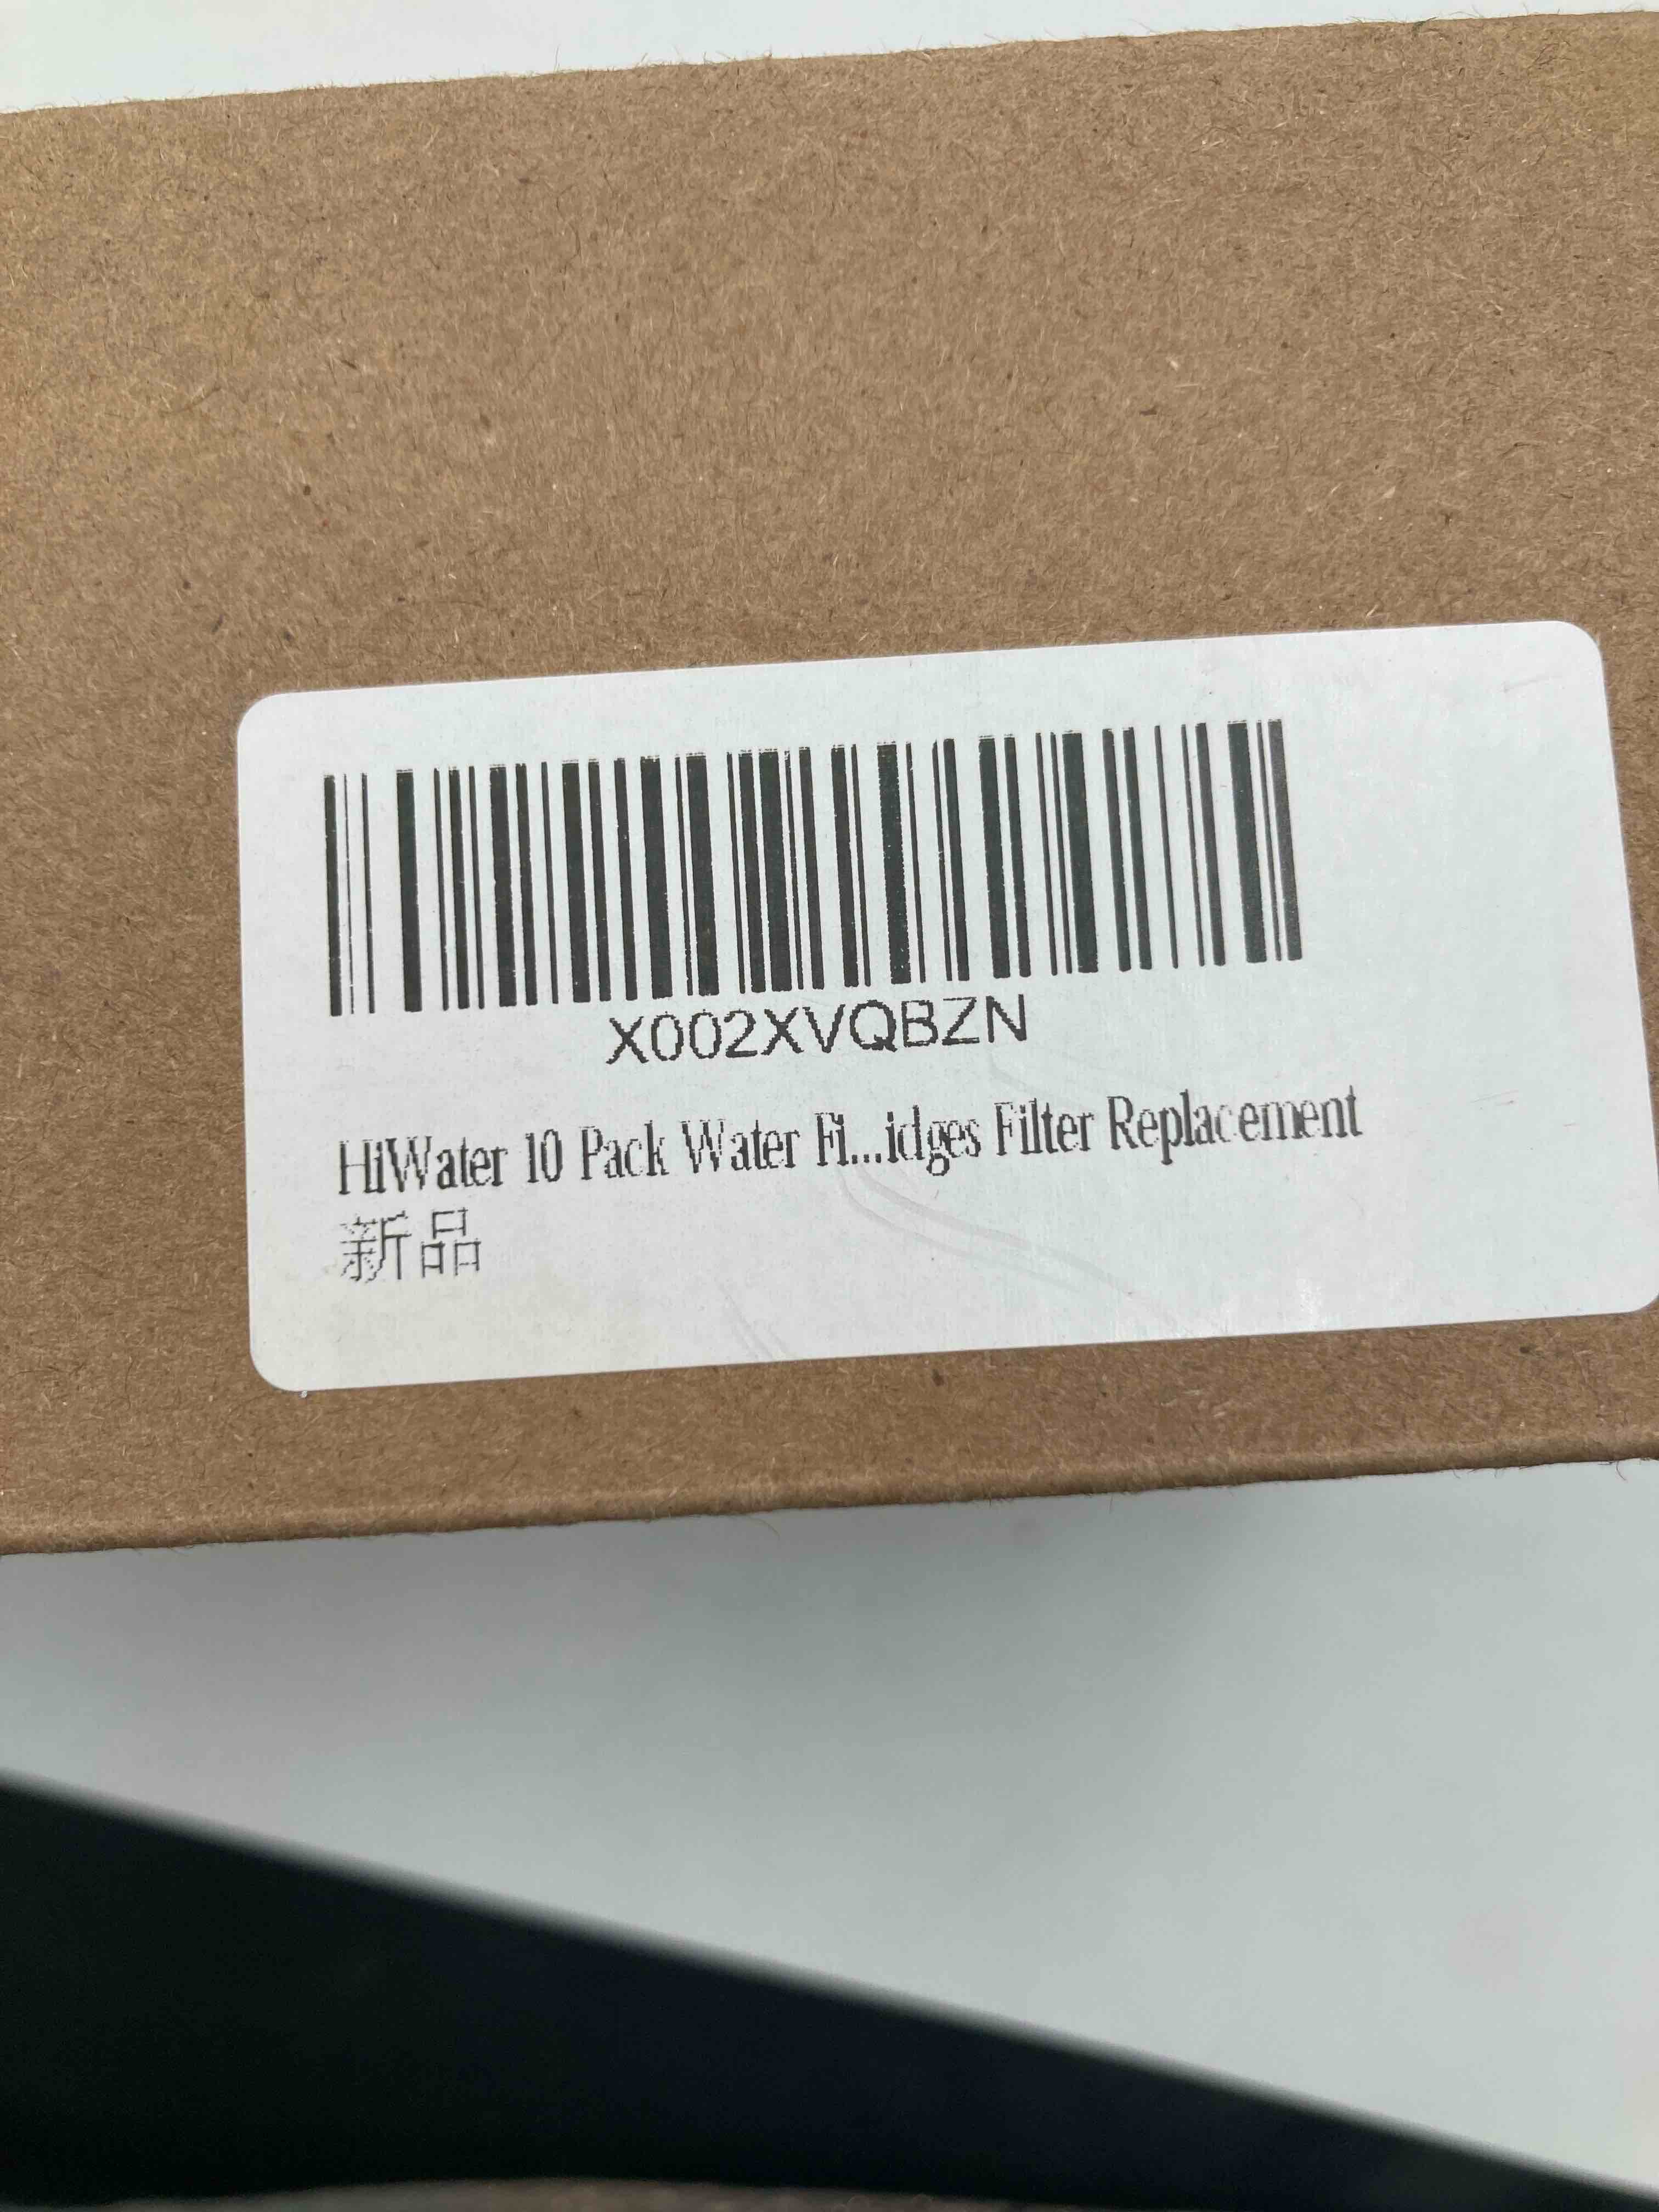 X002XVQBZN
HiWater 10 Pack Water Fi...idges Filter Replacement
新品